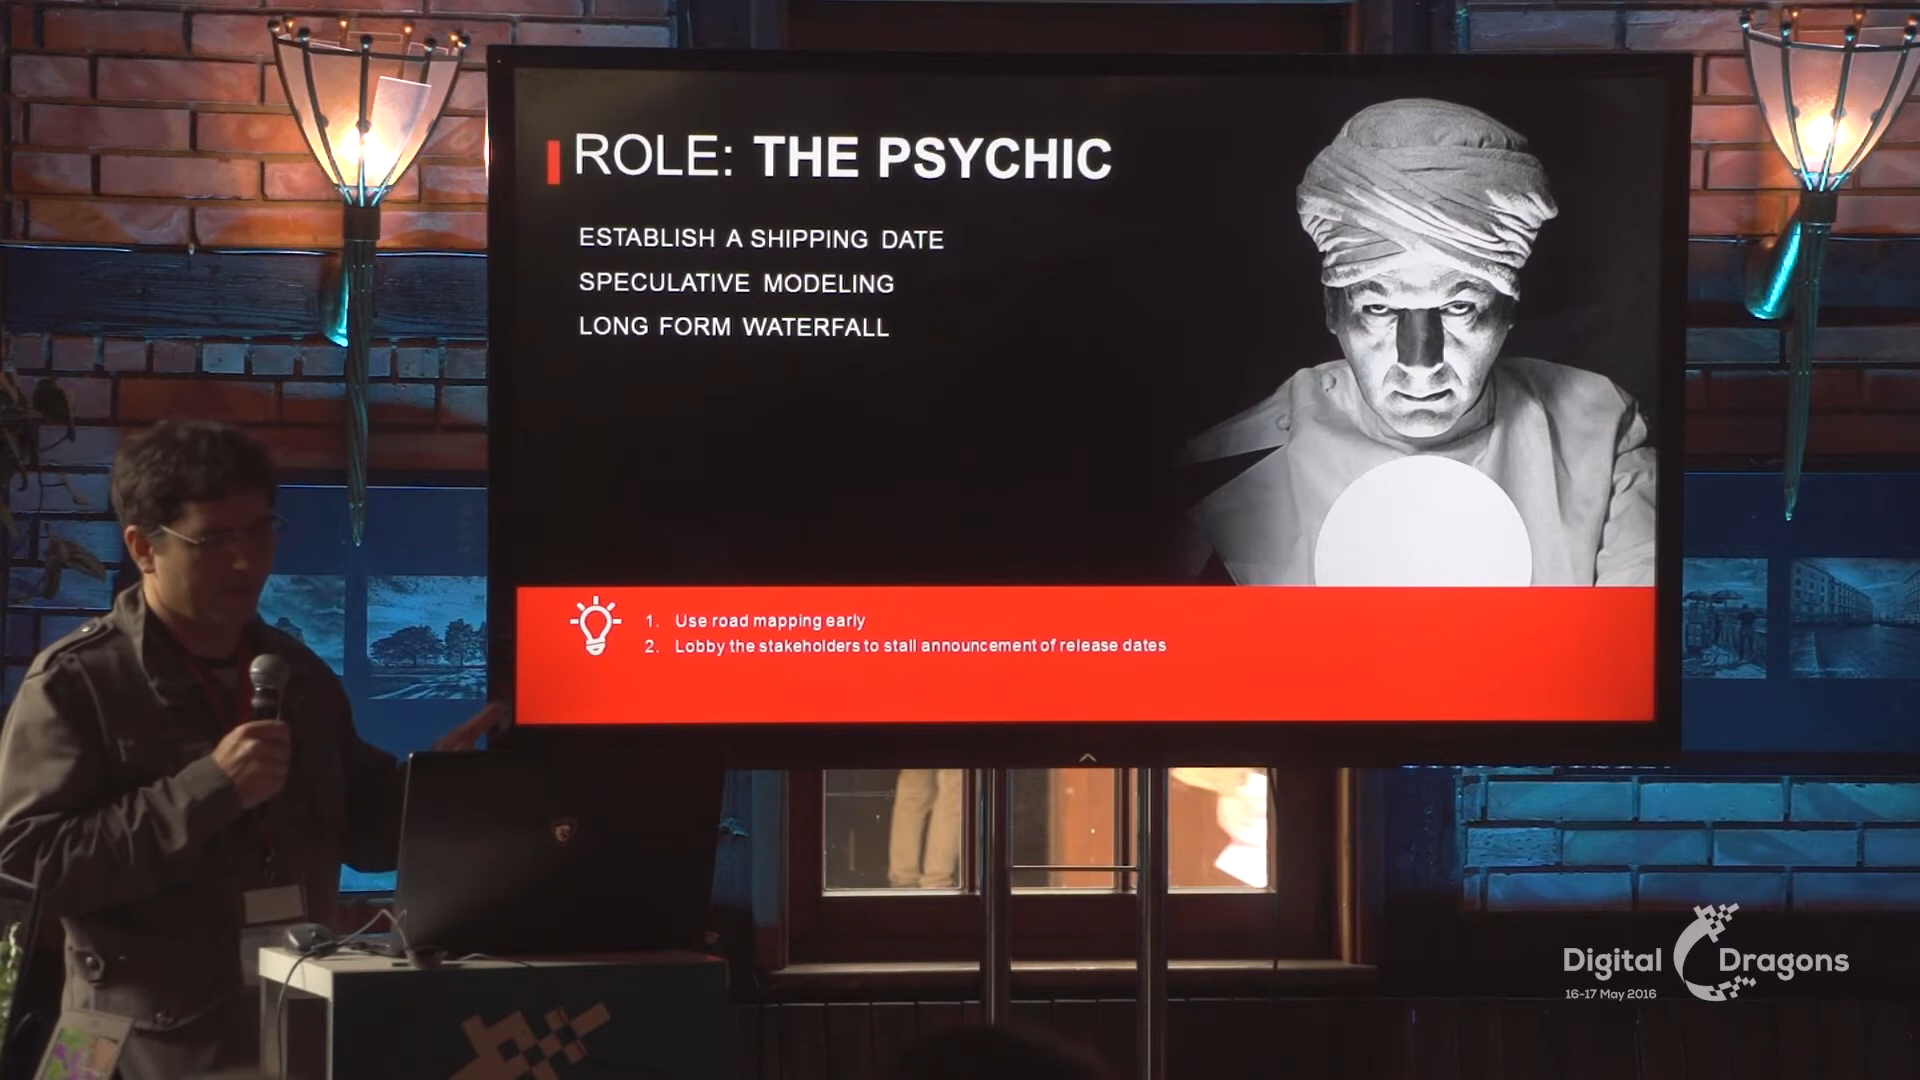 ROLE: THE PSYCHIC
ESTABLISH A SHIPPING DATE
SPECULATIVE MODELING
LONG FORM WATERFALL
1. Use road mapping early
2. Lobby the stakeholders to stall announcement of release dates
Digital Dragons
16-17 May 2016